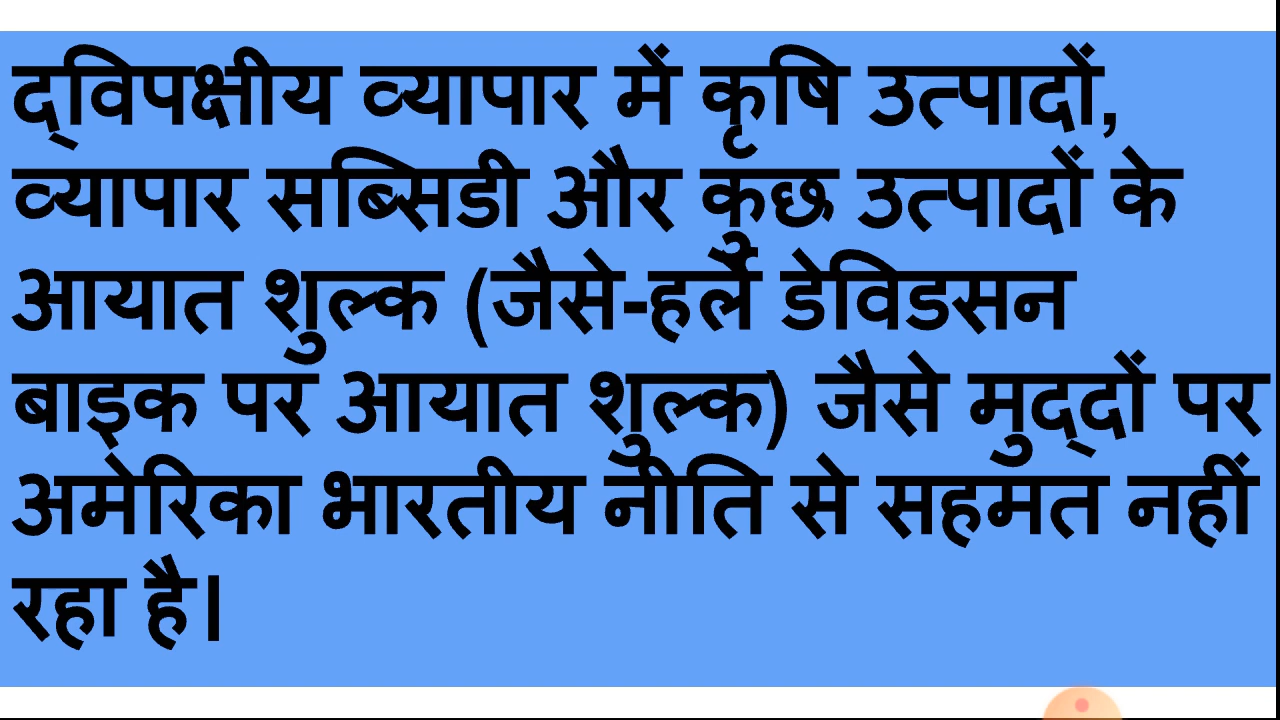 द्विपक्षीय व्यापार में कृषि उत्पादों,
व्यापार सब्सिडी और कुछ उत्पादों के
आयात शुल्क (जैसे-हर्ले डेविडसन
बाइक पर आयात शुल्क) जैसे मुद्दों पर
अमेरिका भारतीय नीति से सहमत नहीं
रहा है।